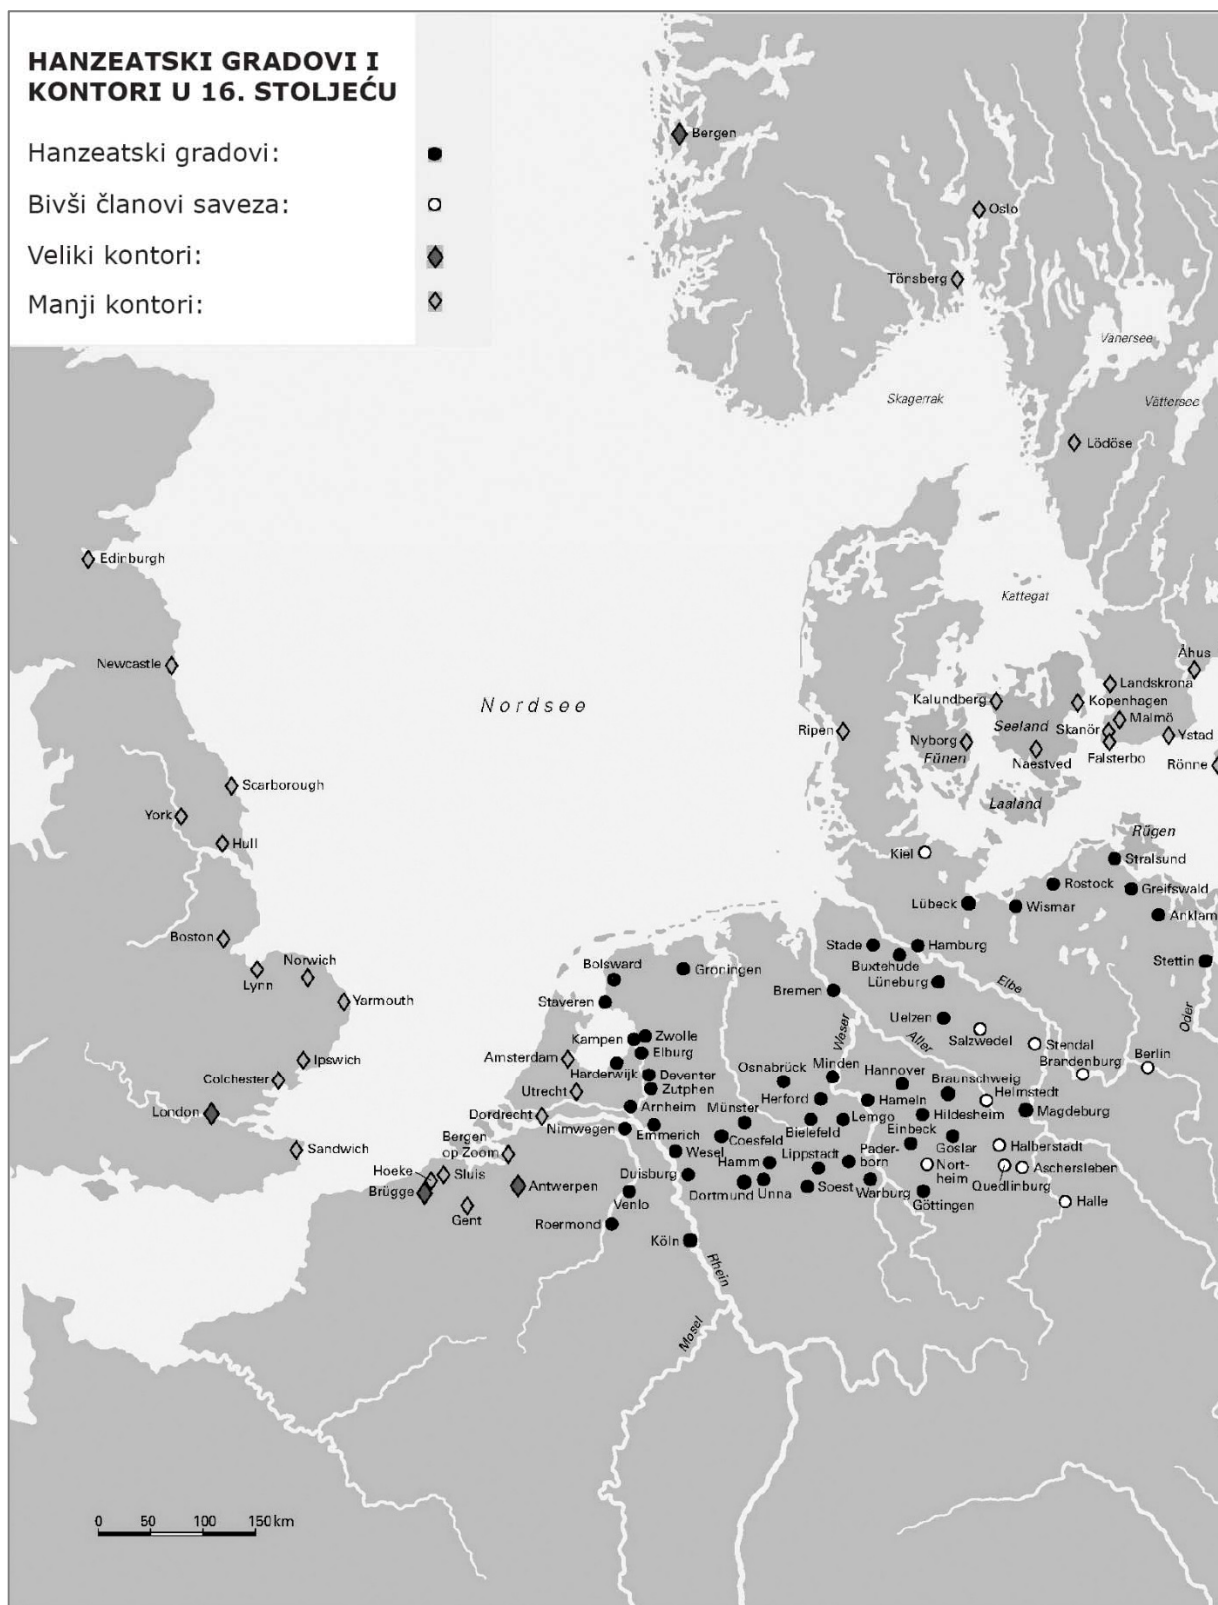 HANZEATSKI GRADOVI I
KONTORI U 16. STOLJEĆU
Hanzeatski gradovi:
Bivši članovi saveza:
Veliki kontori:
Manji kontori:
Bergen
Oslo
Tönsberg
Vanersee
Skagerrak
Vättersee
Lödöse
Edinburgh
Kattegat
Newcastle
Åhus
Landskrona
Kalundberg
Kopenhagen
Nordsee
Malmö
Seeland
Ripen
Skanör
Ystad
Nyborg
Fünen
Naestved
Falsterbo
Rönne
Scarborough
Laaland
York
Rügen
Hull
Kiel
Stralsund
Rostock
Greifswald
Lübeck
Wismar
Anklam
Boston
Stade
Hamburg
Buxtehude
Norwich
Lynn
Bolsward
Groningen
Stettin
Lüneburg
Elbe
Bremen
Yarmouth
Staveren
Oder
Uelzen
Weser
Aller
Salzwedel
Kampen
Zwolle
Stendal
Elburg
Amsterdam
Ipswich
Brandenburg
Berlin
Harderwijk
Deventer
Osnabrück
Minden
Hannover
Colchester
Utrecht
Zutphen
Braunschweig
Herford
Helmstedt
London
Dordrecht
Arnheim
Münster
Hameln
Magdeburg
Nimwegen
Emmerich
Bielefeld
Lemgo
Hildesheim
Coesfeld
Einbeck
Goslar
Sandwich
Bergen
op Zoom
Wesel
Halberstadt
Hamm
Lippstadt
Pader-
born
Nort-
heim
Aschersleben
Hoeke
Sluis
Duisburg
Quedlinburg
Brügge
Antwerpen
Dortmund
Unna
Soest
Warburg
Venlo
Göttingen
Halle
Gent
Roermond
Köln
Rhein
Mosel
0 50 100 150 km